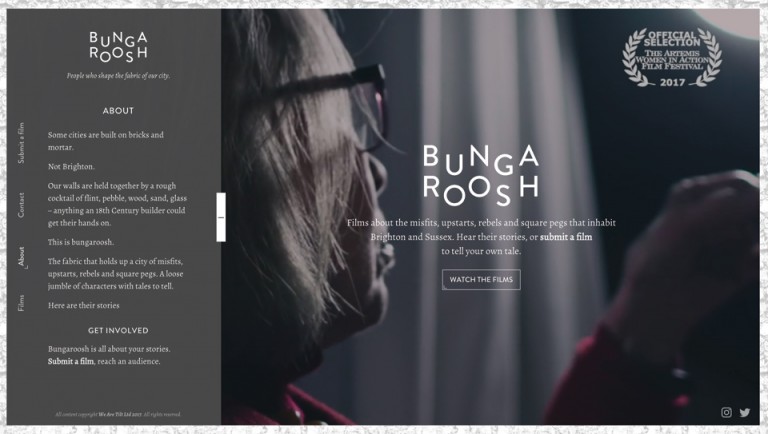 BUNGA
ROOSH
People who shape the fabric of our city.
ABOUT
Some cities are built on bricks and
mortar.
Not Brighton.
Our walls are held together by a rough
cocktail of flint, pebble, wood, sand, glass
– anything an 18th Century builder could
get their hands on.
This is bungaroosh.
The fabric that holds up a city of misfits,
upstarts, rebels and square pegs. A loose
jumble of characters with tales to tell.
Here are their stories
GET INVOLVED
Bungaroosh is all about your stories.
Submit a film, reach an audience.
All content copyright We Are Tilt Ltd 2017. All rights reserved.
Submit a film
Contact
About
Films
OFFICIAL
SELECTION
THE ARTEMIS
WOMEN IN ACTION
FILM FESTIVAL
2017
BUNGA
ROOSH
Films about the misfits, upstarts, rebels and square pegs that inhabit
Brighton and Sussex. Hear their stories, or submit a film
to tell your own tale.
WATCH THE FILMS